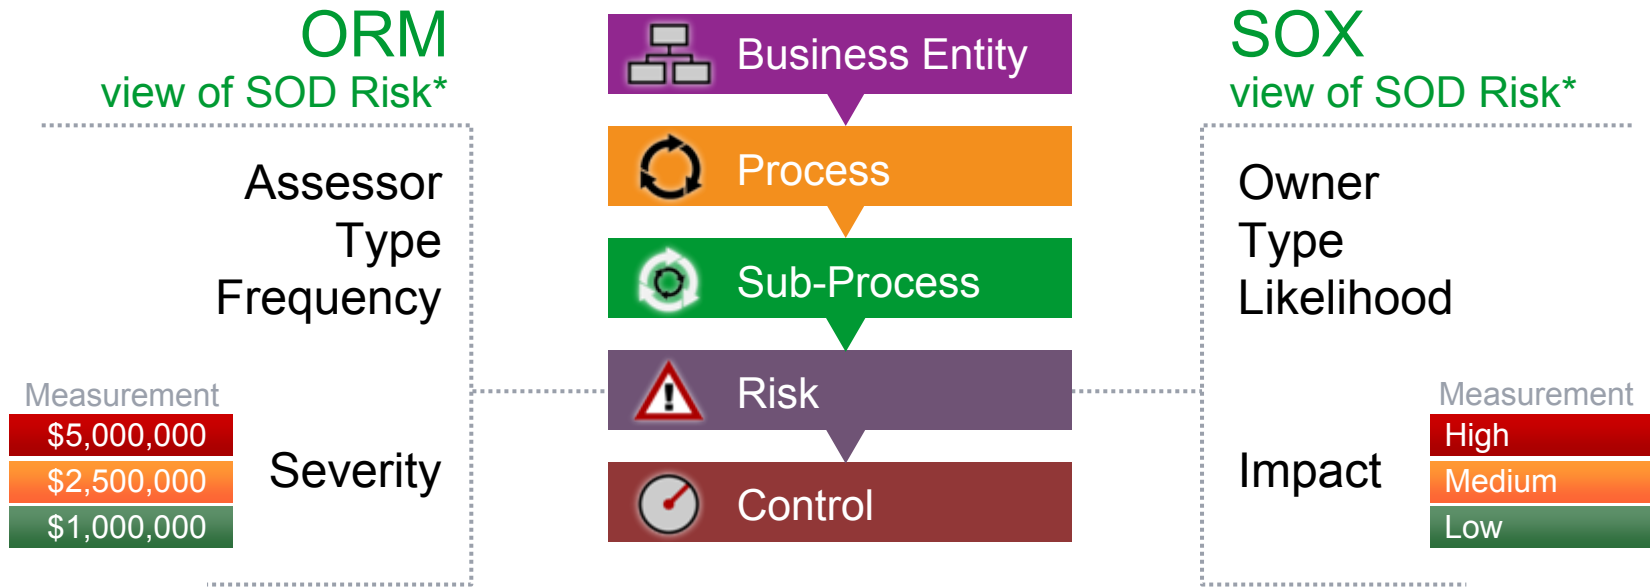 ORM
view of SOD Risk*
Assessor
Type
Frequency
Measurement
$5,000,000
$2,500,000
$1,000,000
Severity
Business Entity
Process
Sub-Process
Risk
Control
SOX
view of SOD Risk*
Owner
Type
Likelihood
Impact
Measurement
High
Medium
Low